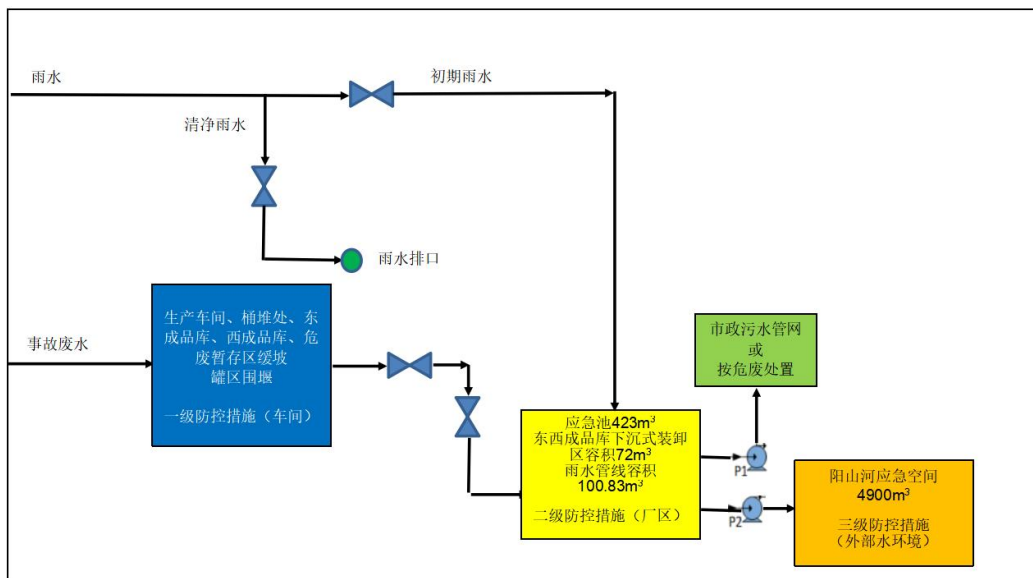 雨水
初期雨水
清净雨水
雨水排口
事故废水
生产车间、桶堆处、东
成品库、西成品库、危
废暂存区缓坡
罐区围堰
一级防控措施（车间）
市政污水管网
或
按危废处置
应急池423m³
东西成品库下沉式装卸
区容积72m³
雨水管线容积
100.83m³
二级防控措施（厂区）
P1
P2
阳山河应急空间
4900m³
三级防控措施
（外部水环境）